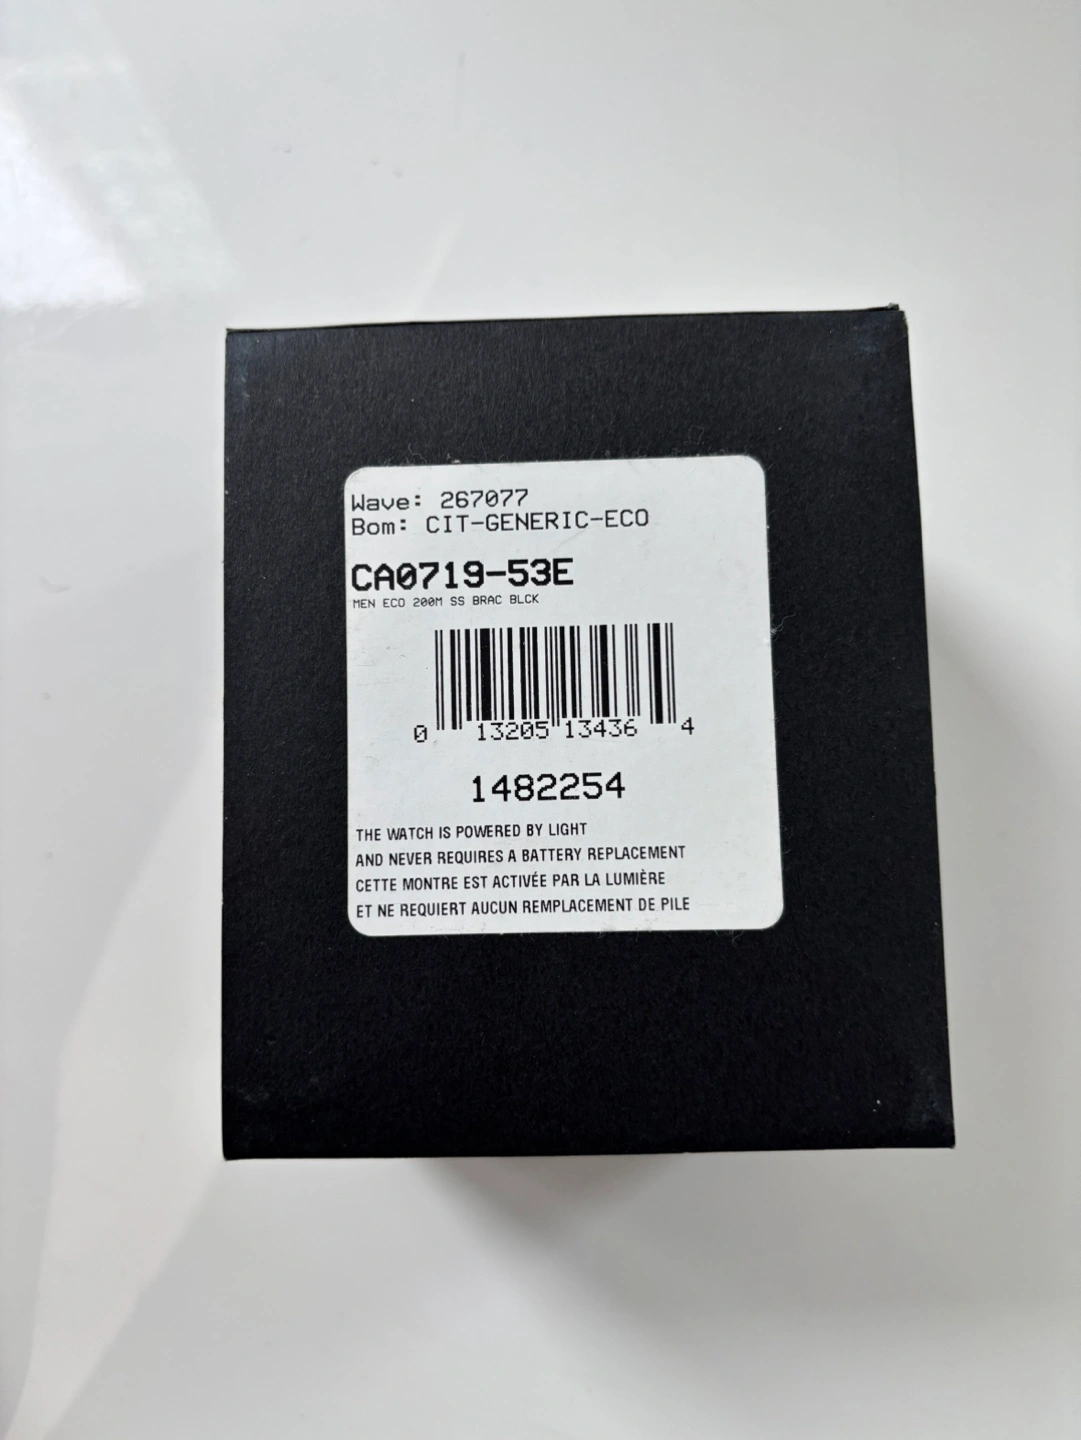 Wave: 267077
Bom: CIT-GENERIC-ECO
CA0719-53E
MEN ECO 200M SS BRAC BLCK
0 13205 13436 4
1482254
THE WATCH IS POWERED BY LIGHT
AND NEVER REQUIRES A BATTERY REPLACEMENT
CETTE MONTRE EST ACTIVÉE PAR LA LUMIÈRE
ET NE REQUIERT AUCUN REMPLACEMENT DE PILE